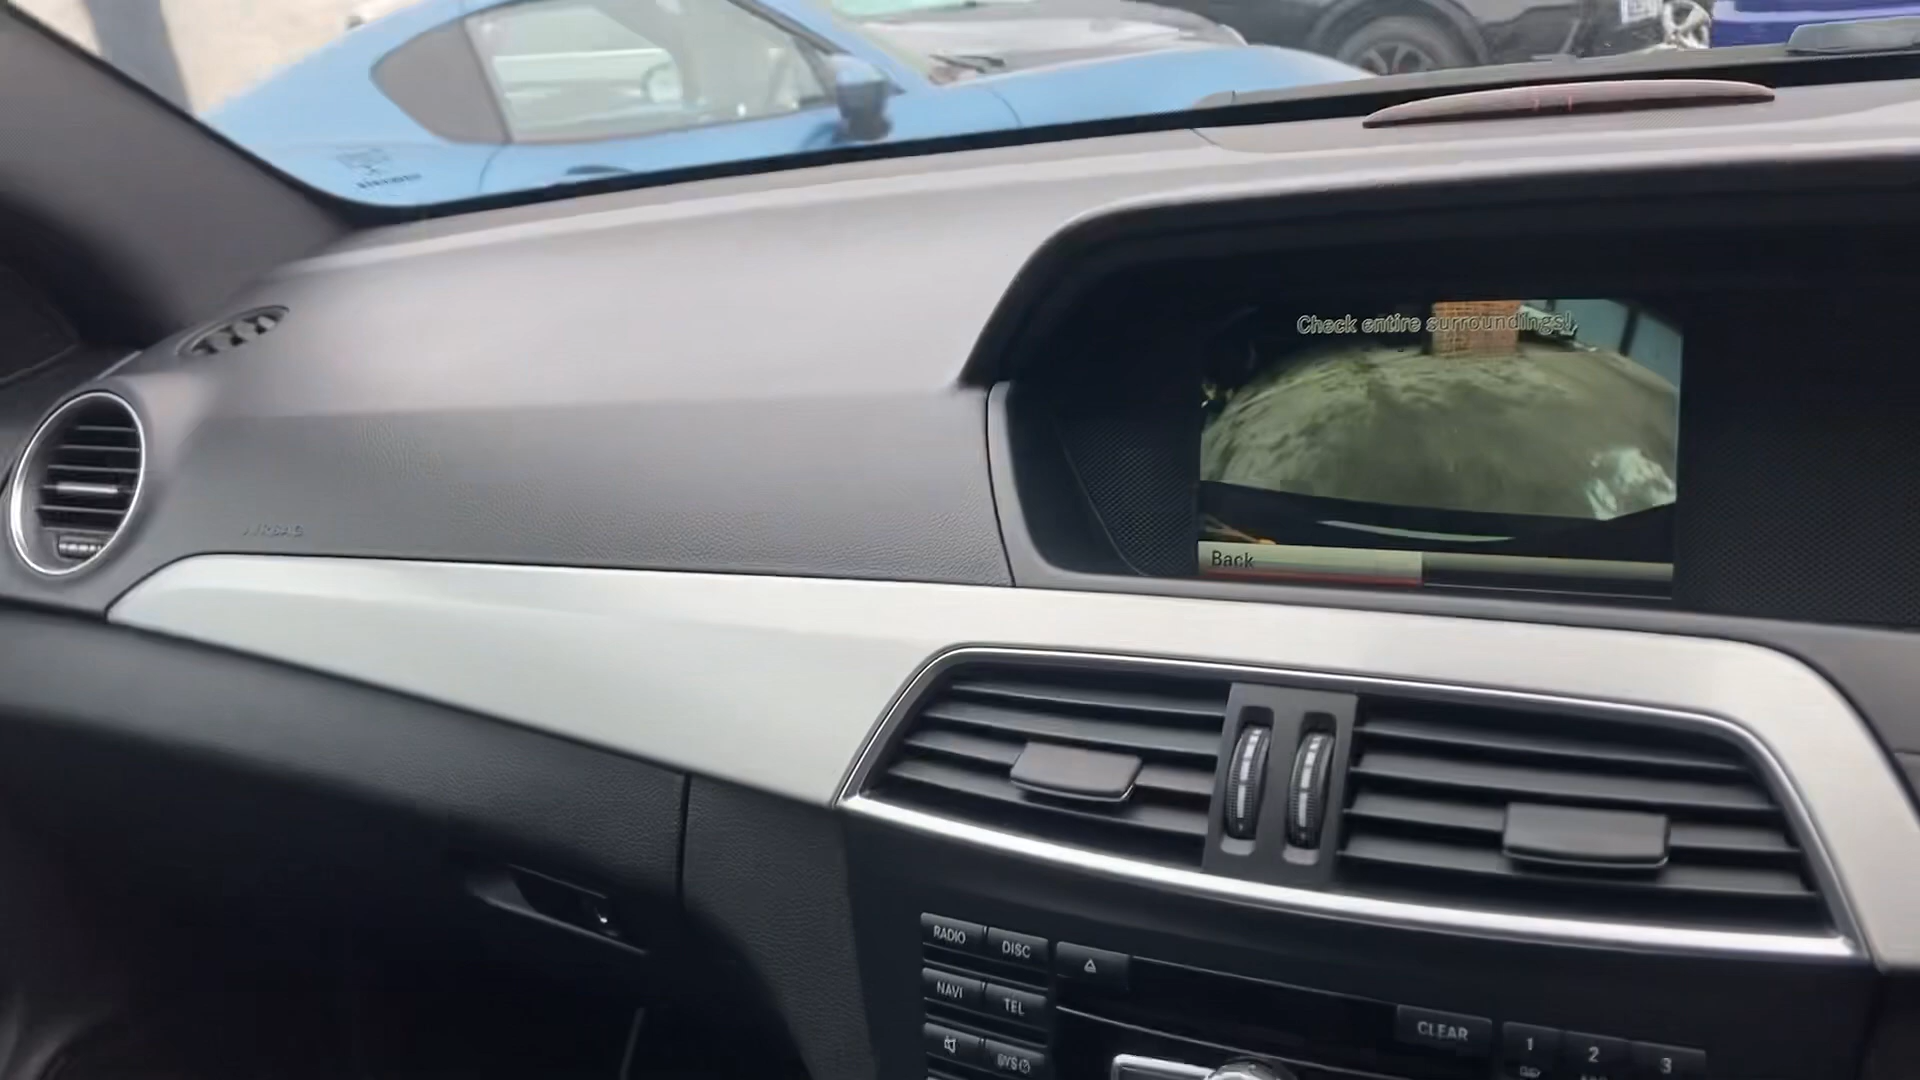 Check entire surroundings!
Back
AIRBAG
RADIO
DISC
NAVI
TEL
SYS
CLEAR
1
2
3